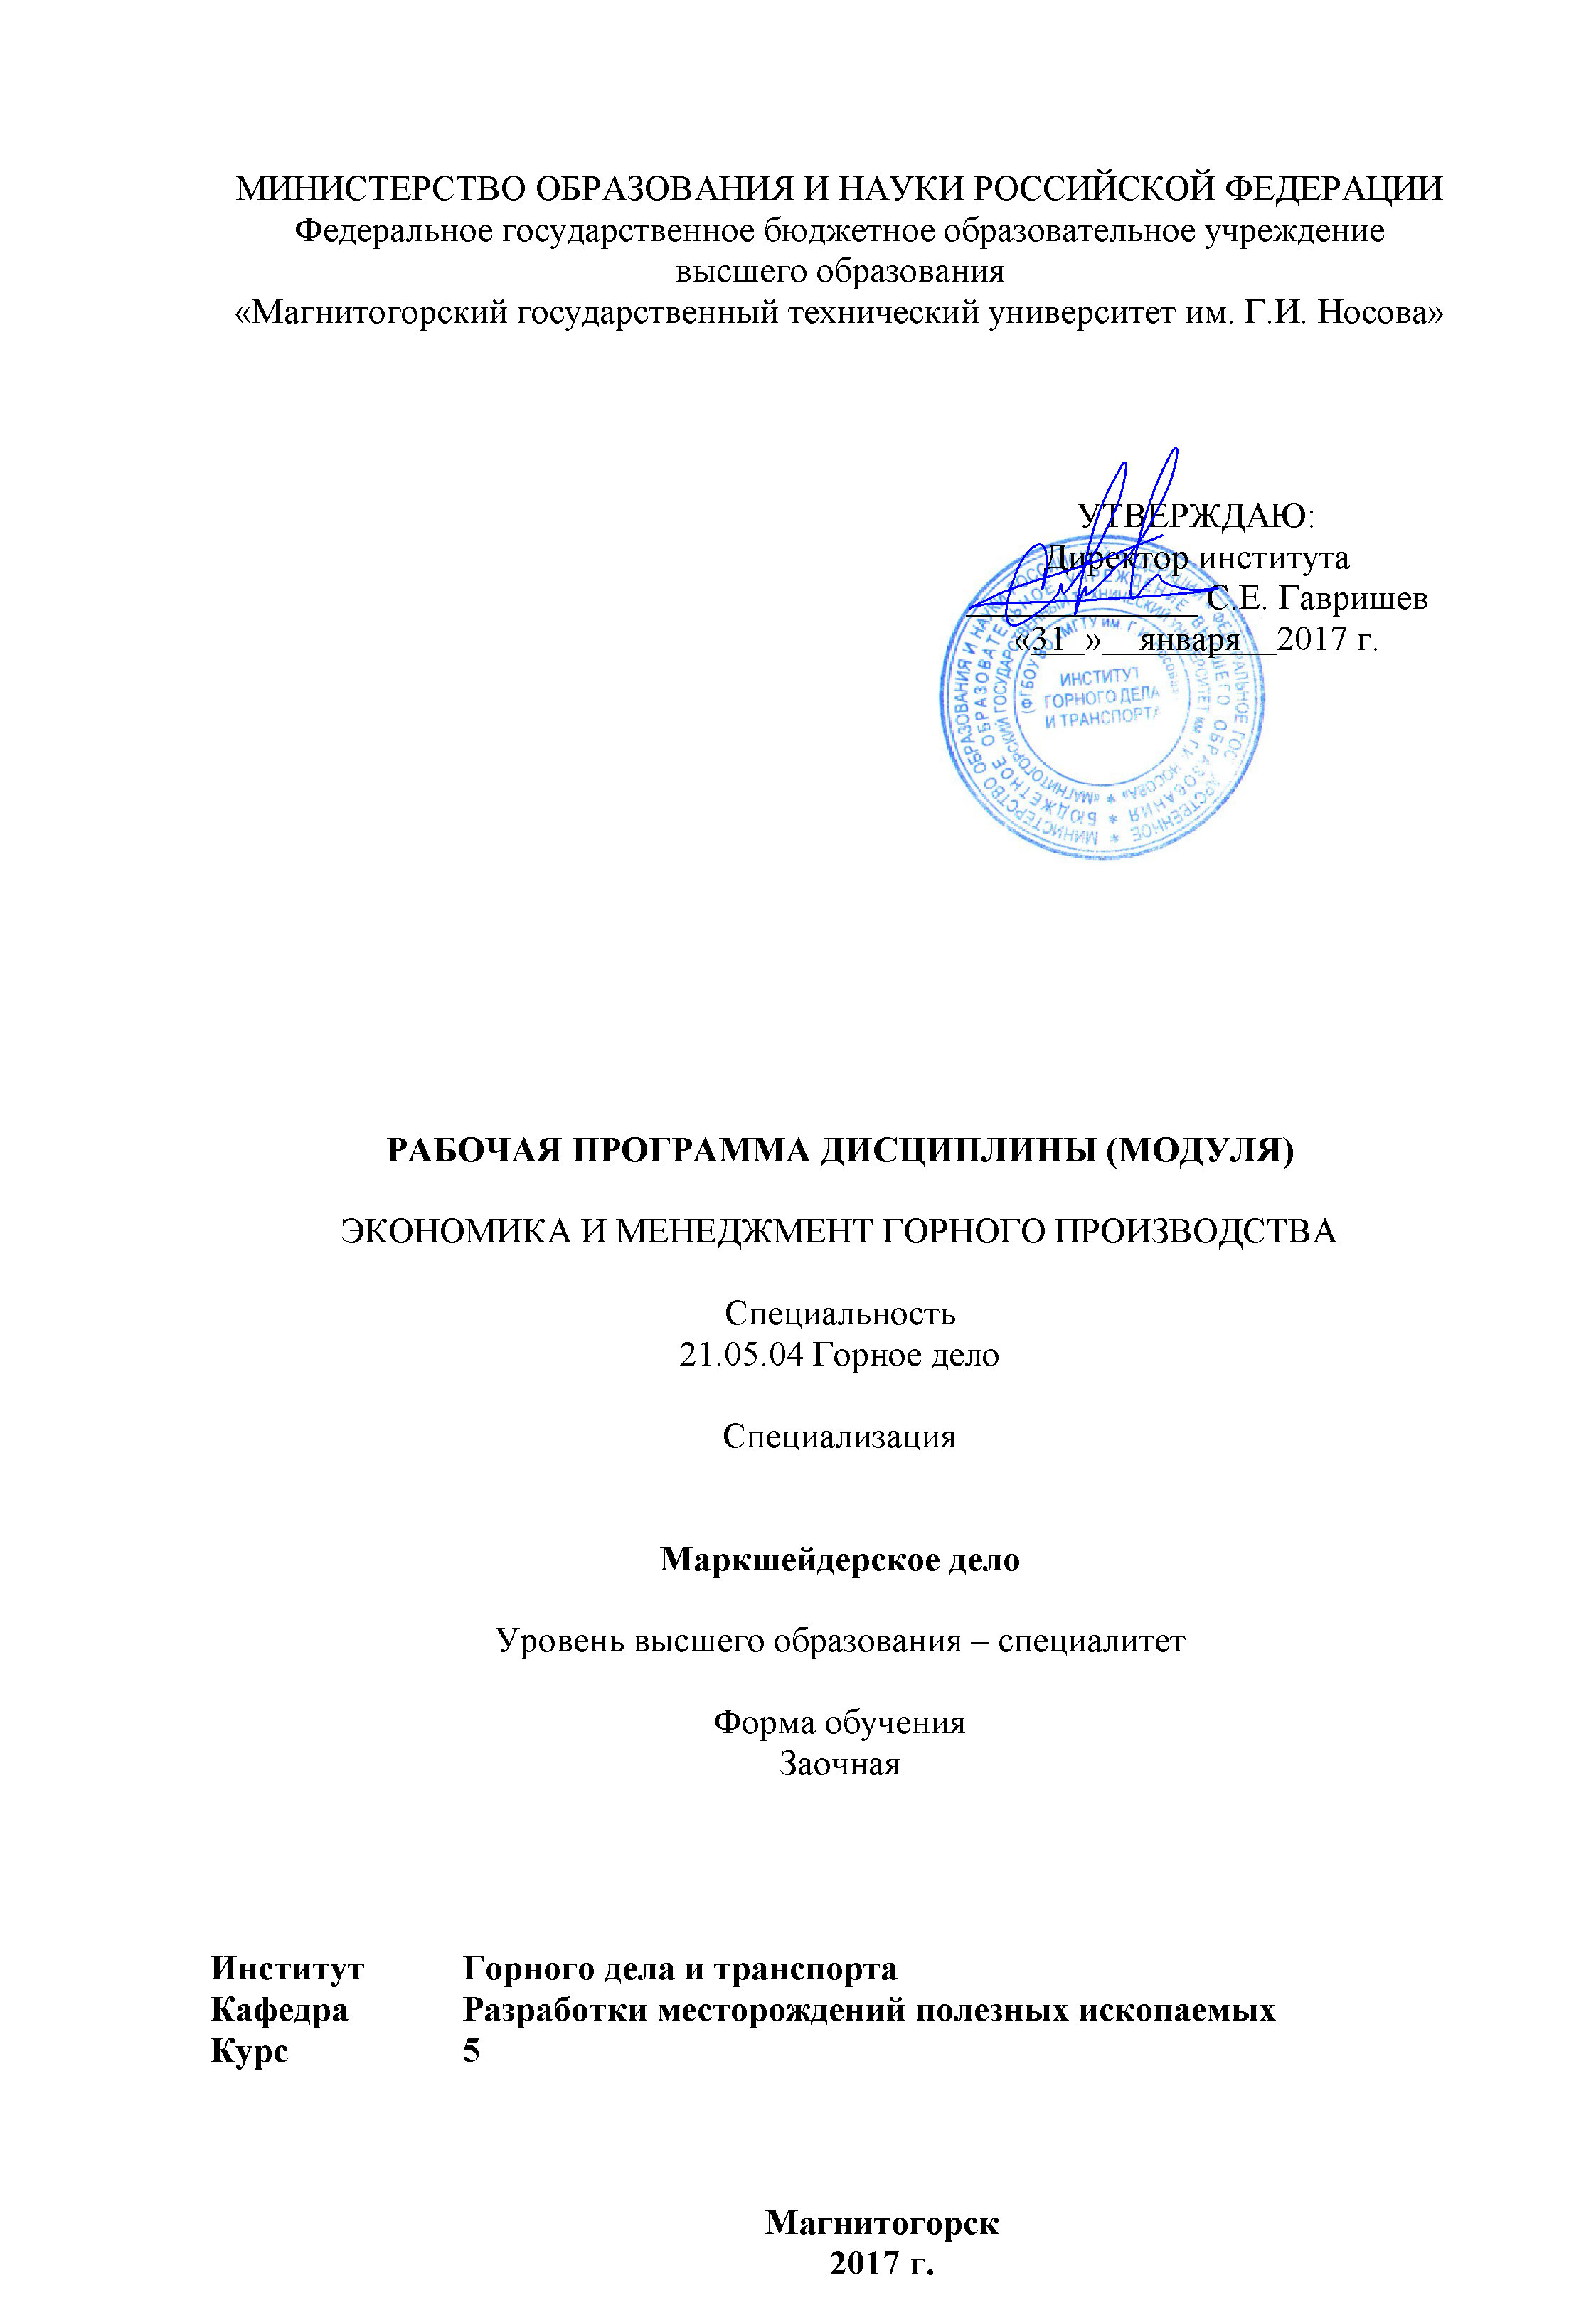 МИНИСТЕРСТВО ОБРАЗОВАНИЯ И НАУКИ РОССИЙСКОЙ ФЕДЕРАЦИИ
Федеральное государственное бюджетное образовательное учреждение
высшего образования
«Магнитогорский государственный технический университет им. Г.И. Носова»
УТВЕРЖДАЮ:
Директор института
С.Е. Гавришев
«31 » января 2017 г.
ИНСТИТУТ
ГОРНОГО ДЕЛА
И ТРАНСПОРТА
РАБОЧАЯ ПРОГРАММА ДИСЦИПЛИНЫ (МОДУЛЯ)
ЭКОНОМИКА И МЕНЕДЖМЕНТ ГОРНОГО ПРОИЗВОДСТВА
Специальность
21.05.04 Горное дело
Специализация
Маркшейдерское дело
Уровень высшего образования – специалитет
Форма обучения
Заочная
Институт Горного дела и транспорта
Кафедра Разработки месторождений полезных ископаемых
Курс 5
Магнитогорск
2017 г.